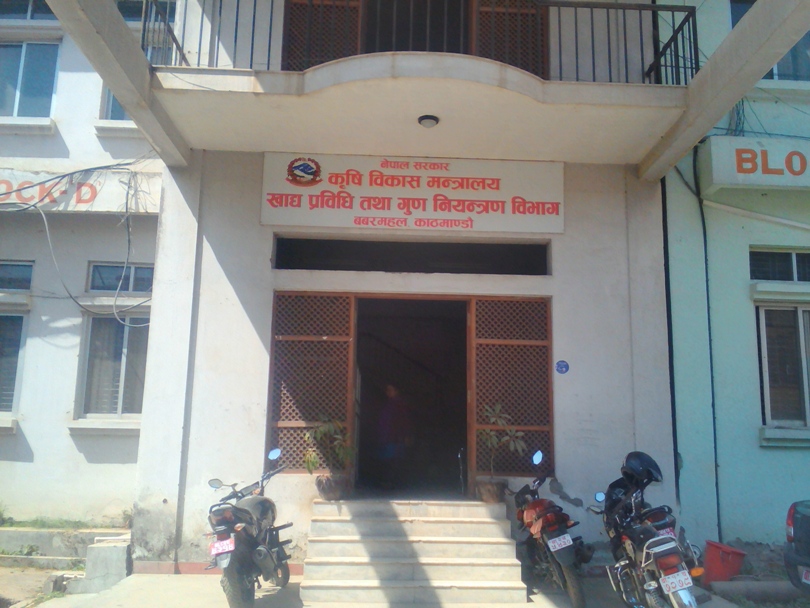 नेपाल सरकार
कृषि विकास मन्त्रालय
खाद्य प्रविधि तथा गुण नियन्त्रण विभाग
बबरमहल, काठमाण्डौ
OCK-D
BLO